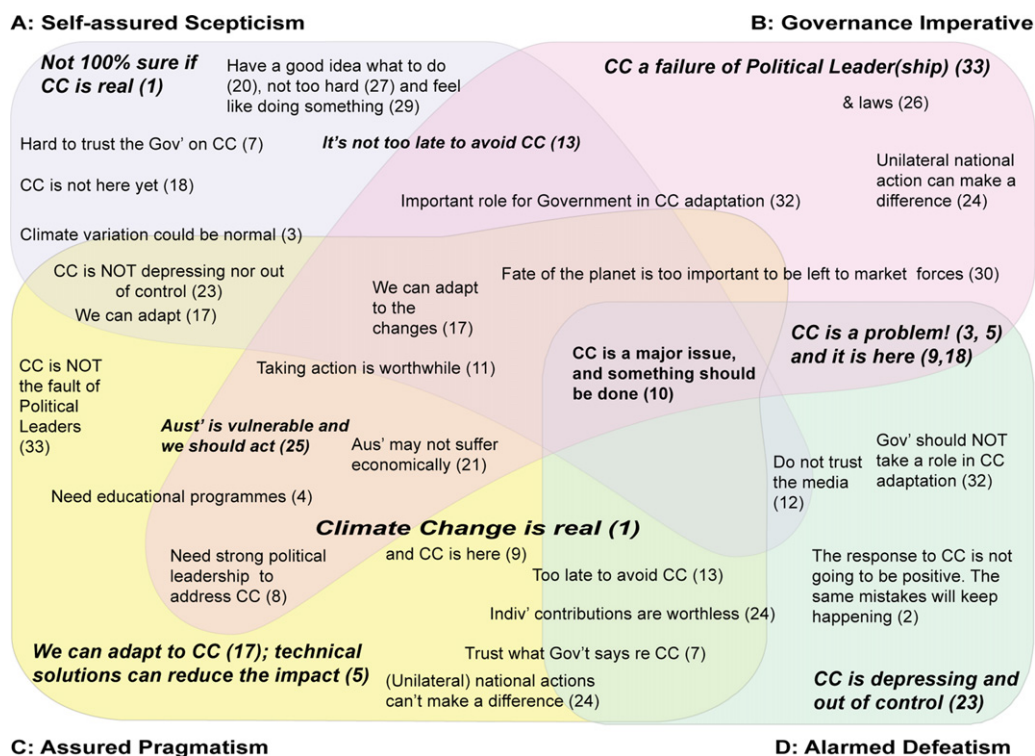 A: Self-assured Scepticism
B: Governance Imperative
Not 100% sure if
CC is real (1)
Have a good idea what to do
(20), not too hard (27) and feel
like doing something (29)
CC a failure of Political Leader(ship) (33)
& laws (26)
Hard to trust the Gov' on CC (7)
It's not too late to avoid CC (13)
CC is not here yet (18)
Unilateral national
action can make a
difference (24)
Important role for Government in CC adaptation (32)
Climate variation could be normal (3)
CC is NOT depressing nor out
of control (23)
We can adapt (17)
We can adapt
to the
changes (17)
Fate of the planet is too important to be left to market forces (30)
CC is a problem! (3, 5)
and it is here (9,18)
CC is NOT
the fault of
Political
Leaders
(33)
Taking action is worthwhile (11)
CC is a major issue,
and something should
be done (10)
Aust' is vulnerable and
we should act (25)
Aus' may not suffer
economically (21)
Do not trust
the media
(12)
Gov' should NOT
take a role in CC
adaptation (32)
Need educational programmes (4)
Climate Change is real (1)
and CC is here (9)
Need strong political
leadership to
address CC (8)
Too late to avoid CC (13)
The response to CC is not
going to be positive. The
same mistakes will keep
happening (2)
Indiv' contributions are worthless (24)
We can adapt to CC (17); technical
solutions can reduce the impact (5)
Trust what Gov't says re CC (7)
(Unilateral) national actions
can't make a difference (24)
CC is depressing and
out of control (23)
C: Assured Pragmatism
D: Alarmed Defeatism